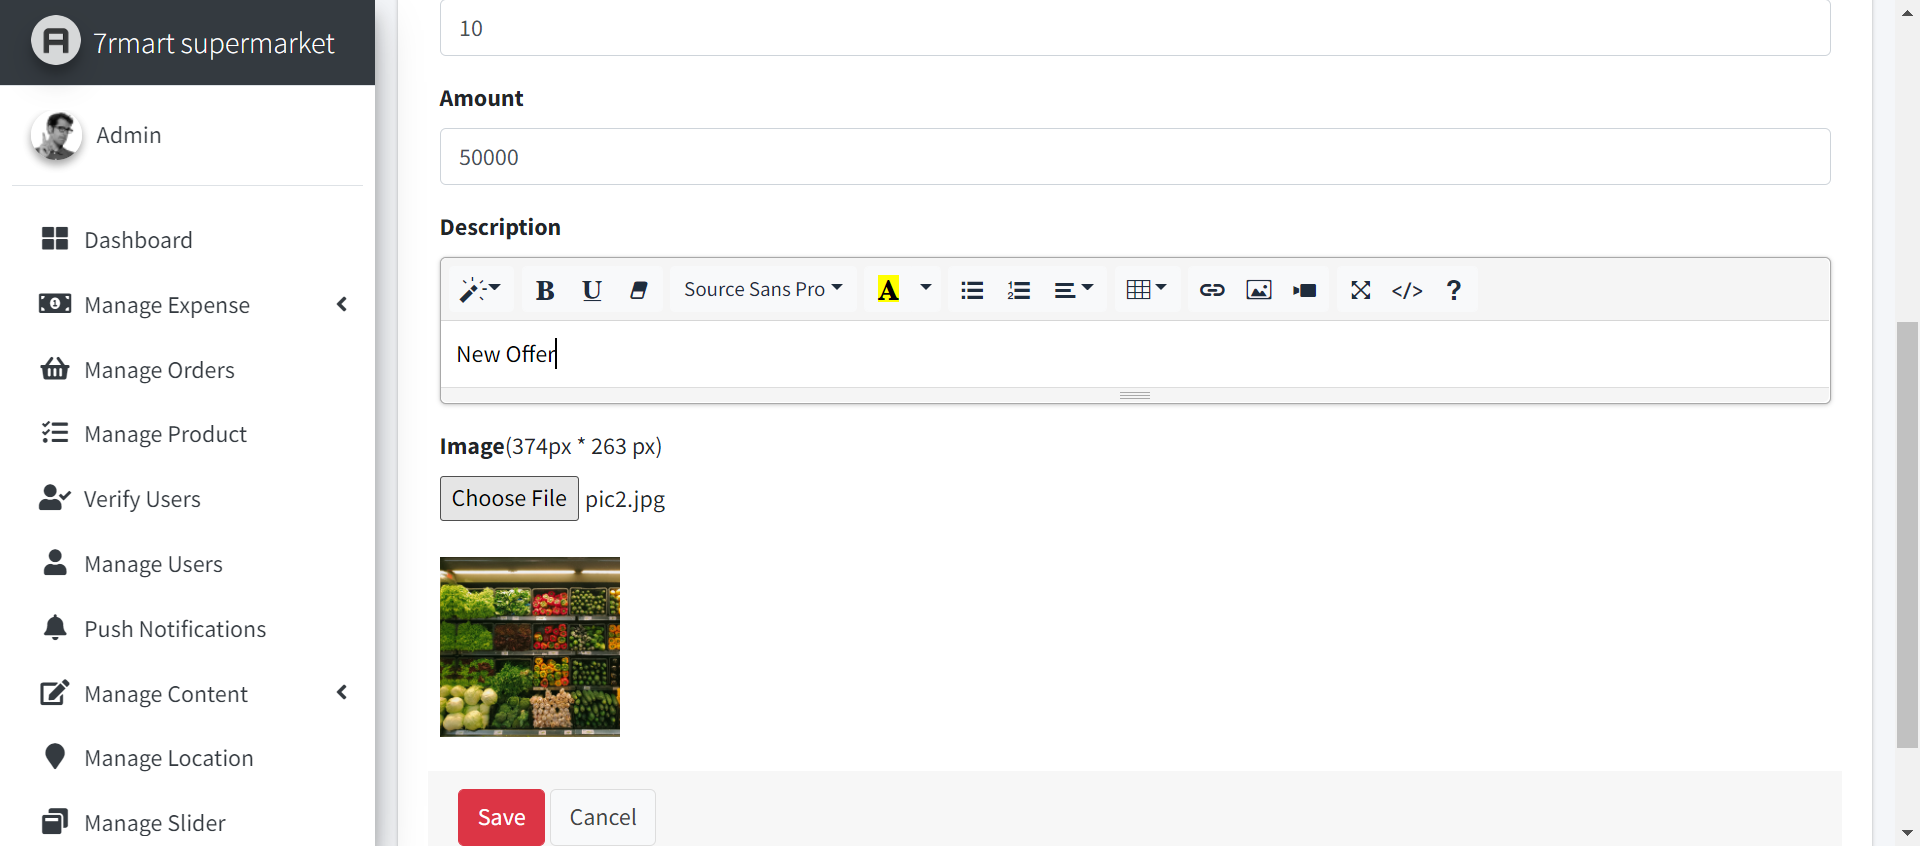 7rmart supermarket
Admin
Dashboard
Manage Expense
Manage Orders
Manage Product
Verify Users
Manage Users
Push Notifications
Manage Content
Manage Location
Manage Slider
10
Amount
50000
Description
B U Source Sans Pro A </> ?
New Offer
Image(374px * 263 px)
Choose File pic2.jpg
Save Cancel